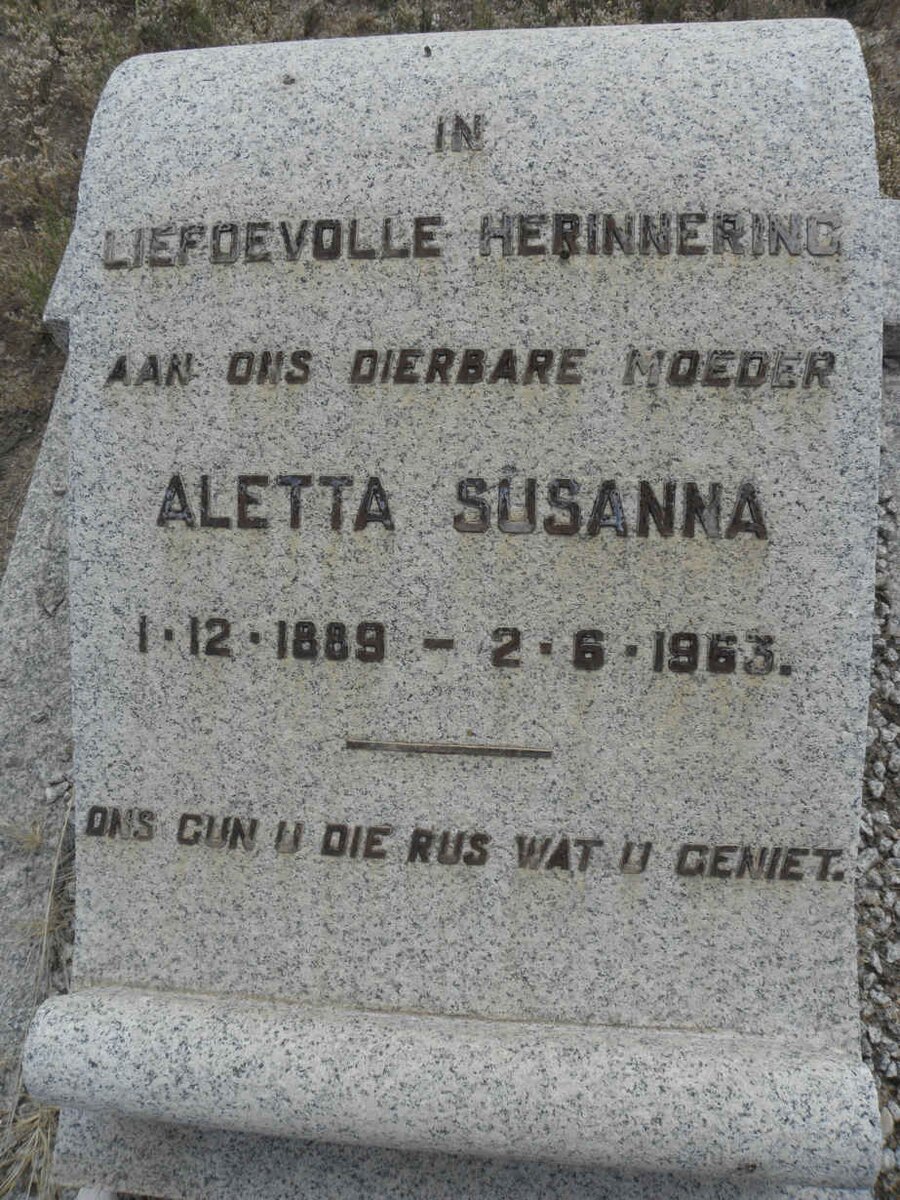 IN
LIEFDEVOLLE HERINNERING
AAN ONS DIERBARE MOEDER
ALETTA SUSANNA
1·12·1889 – 2·6·1963.
ONS GUN U DIE RUS WAT U GENIET.